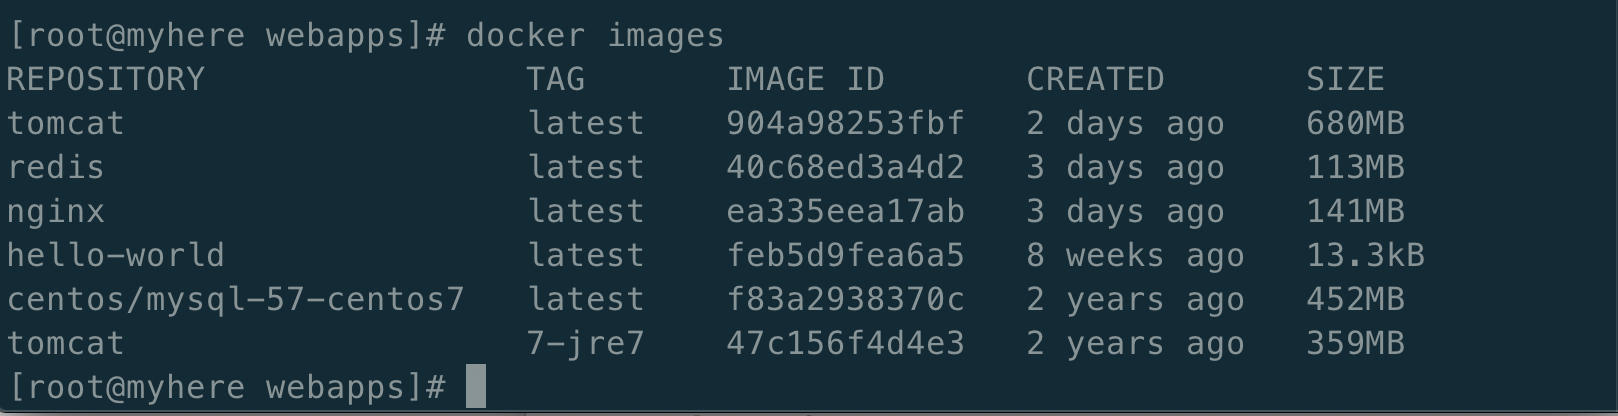 [root@myhere webapps]# docker images
REPOSITORY                TAG       IMAGE ID       CREATED       SIZE
tomcat                    latest    904a98253fbf   2 days ago    680MB
redis                     latest    40c68ed3a4d2   3 days ago    113MB
nginx                     latest    ea335eea17ab   3 days ago    141MB
hello-world               latest    feb5d9fea6a5   8 weeks ago   13.3kB
centos/mysql-57-centos7   latest    f83a2938370c   2 years ago   452MB
tomcat                    7-jre7    47c156f4d4e3   2 years ago   359MB
[root@myhere webapps]#